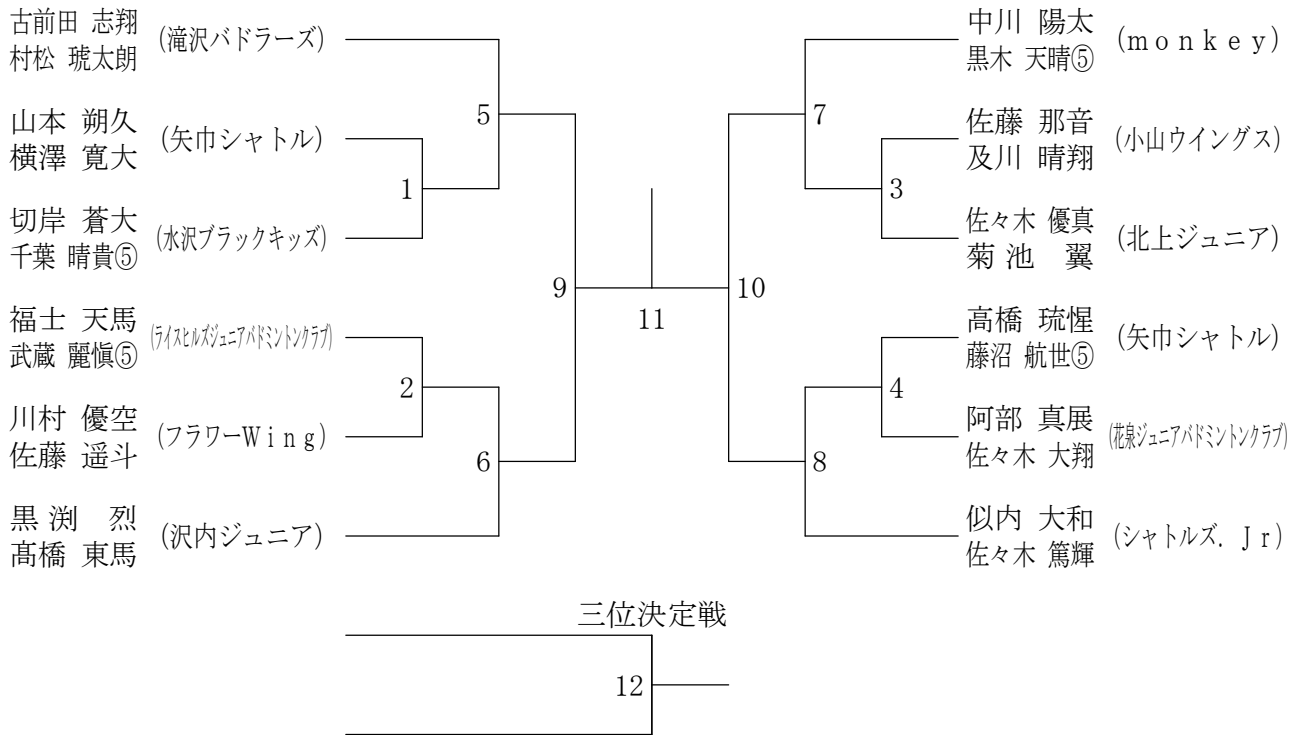 古前田 志翔
村松 琥太朗
(滝沢バドラーズ)
山本 朔久
横澤 寛大
(矢巾シャトル)
切岸 蒼大
千葉 晴貴⑤
(水沢ブラックキッズ)
福士 天馬
武蔵 麗愼⑤
(ライスヒルズジュニアバドミントンクラブ)
川村 優空
佐藤 遥斗
(フラワーWing)
黒渕 烈
髙橋 東馬
(沢内ジュニア)
5
1
9
2
6
11
中川 陽太
黒木 天晴⑤
(monkey)
佐藤 那音
及川 晴翔
(小山ウイングス)
佐々木 優真
菊池 翼
(北上ジュニア)
高橋 琉惺
藤沼 航世⑤
(矢巾シャトル)
阿部 真展
佐々木 大翔
(花泉ジュニアバドミントンクラブ)
似内 大和
佐々木 篤輝
(シャトルズ. Jr)
7
3
10
4
8
三位決定戦
12